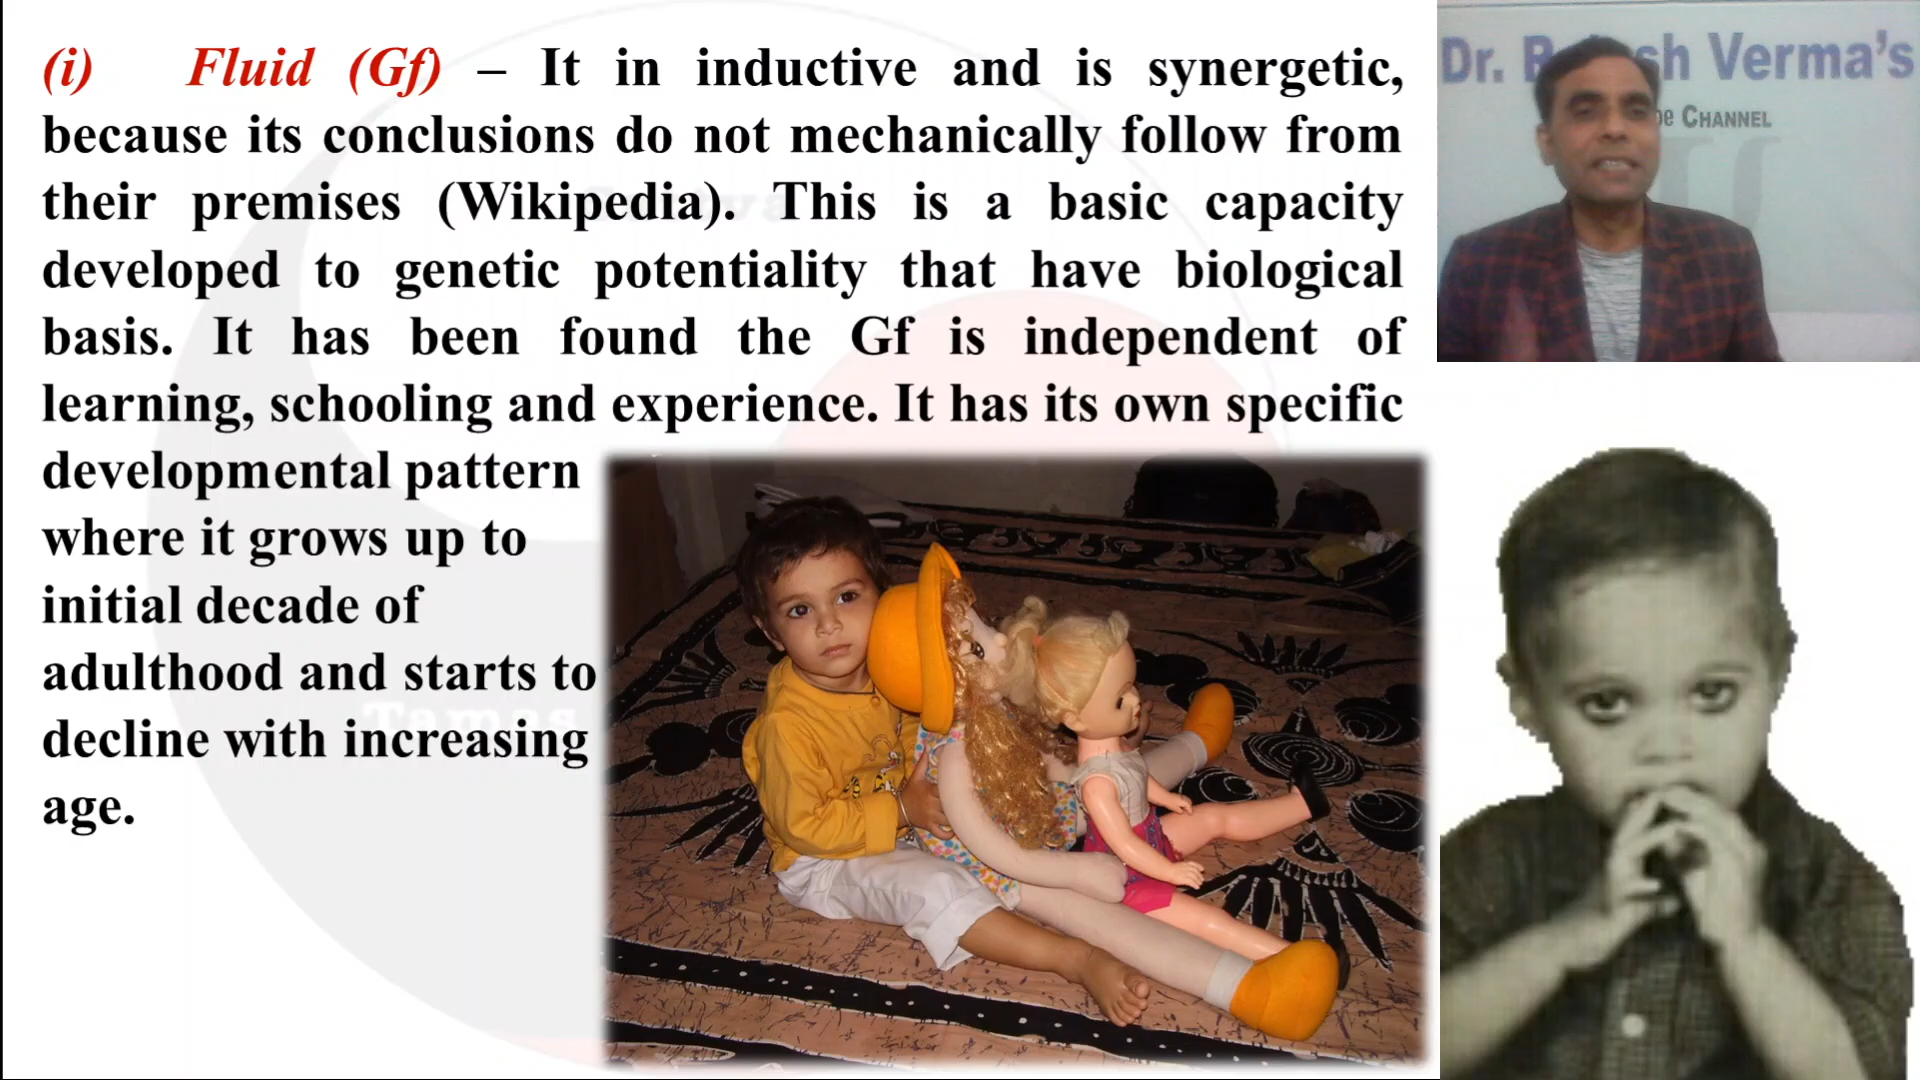 (i) Fluid (Gf) – It in inductive and is synergetic,
because its conclusions do not mechanically follow from
their premises (Wikipedia). This is a basic capacity
developed to genetic potentiality that have biological
basis. It has been found the Gf is independent of
learning, schooling and experience. It has its own specific
developmental pattern
where it grows up to
initial decade of
adulthood and starts to
decline with increasing
age.
Tamas
Dr. Verma's
CHANNEL